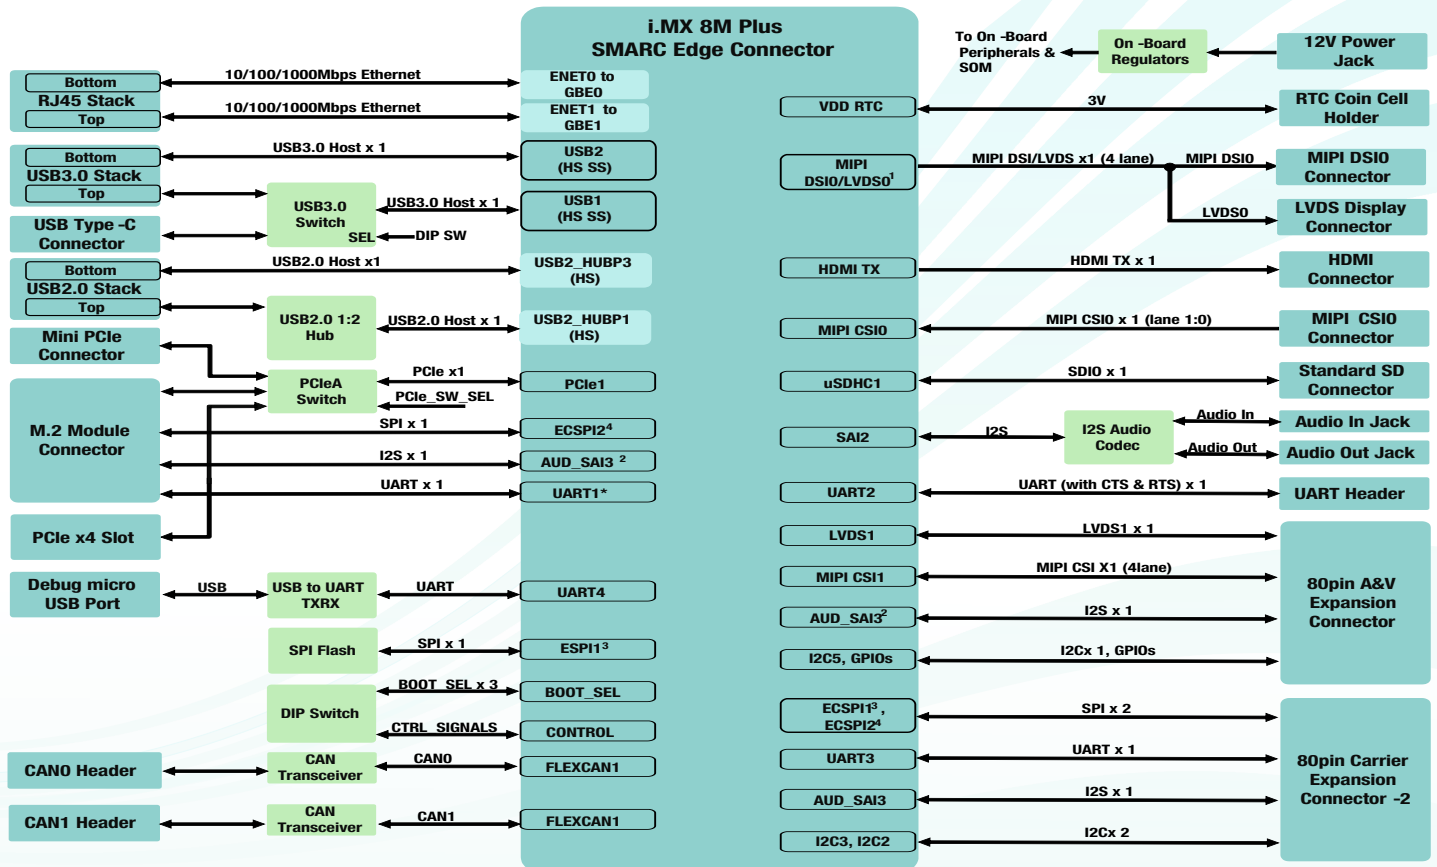 i.MX 8M Plus
SMARC Edge Connector
Bottom
RJ45 Stack
Top
10/100/1000Mbps Ethernet
10/100/1000Mbps Ethernet
ENET0 to
GBE0
ENET1 to
GBE1
Bottom
USB3.0 Stack
Top
USB3.0 Host x 1
USB2
(HS SS)
USB Type -C
Connector
USB3.0
Switch
SEL
DIP SW
USB3.0 Host x 1
USB1
(HS SS)
Bottom
USB2.0 Stack
Top
USB2.0 Host x1
USB2_HUBP3
(HS)
USB2.0 1:2
Hub
USB2.0 Host x 1
USB2_HUBP1
(HS)
Mini PCIe
Connector
PCIeA
Switch
PCIe x1
PCIe_SW_SEL
PCIe1
M.2 Module
Connector
SPI x 1
ECSPI2⁴
I2S x 1
AUD_SAI3 ²
UART x 1
UART1*
PCIe x4 Slot
Debug micro
USB Port
USB
USB to UART
TXRX
UART
UART4
SPI Flash
SPI x 1
ESPI1³
DIP Switch
BOOT_SEL x 3
BOOT_SEL
CTRL_SIGNALS
CONTROL
CAN0 Header
CAN
Transceiver
CAN0
FLEXCAN1
CAN1 Header
CAN
Transceiver
CAN1
FLEXCAN1
To On -Board
Peripherals &
SOM
On -Board
Regulators
12V Power
Jack
VDD RTC
3V
RTC Coin Cell
Holder
MIPI
DSI0/LVDS0¹
MIPI DSI/LVDS x1 (4 lane)
MIPI DSI0
MIPI DSI0
Connector
LVDS0
LVDS Display
Connector
HDMI TX
HDMI TX x 1
HDMI
Connector
MIPI CSI0
MIPI CSI0 x 1 (lane 1:0)
MIPI CSI0
Connector
uSDHC1
SDIO x 1
Standard SD
Connector
SAI2
I2S
I2S Audio
Codec
Audio In
Audio In Jack
Audio Out
Audio Out Jack
UART2
UART (with CTS & RTS) x 1
UART Header
LVDS1
LVDS1 x 1
MIPI CSI1
MIPI CSI X1 (4lane)
AUD_SAI3²
I2S x 1
I2C5, GPIOs
I2Cx 1, GPIOs
80pin A&V
Expansion
Connector
ECSPI1³ ,
ECSPI2⁴
SPI x 2
UART3
UART x 1
AUD_SAI3
I2S x 1
I2C3, I2C2
I2Cx 2
80pin Carrier
Expansion
Connector -2